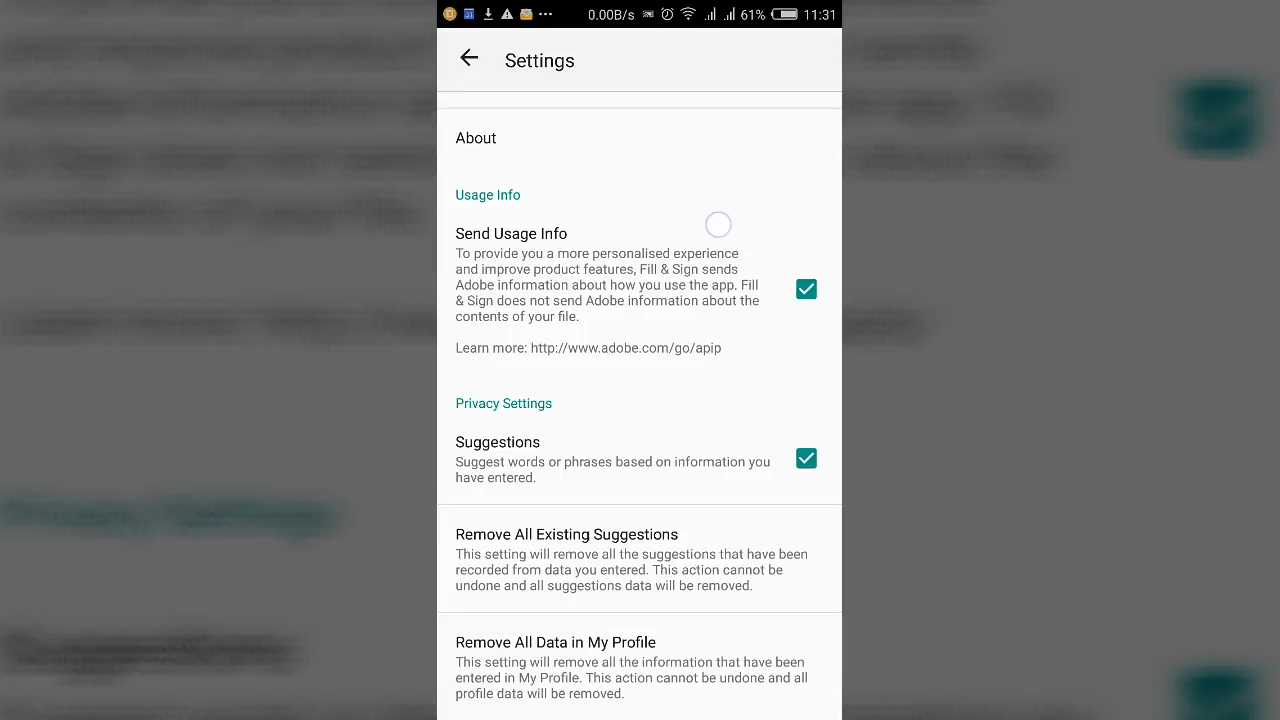 0.00B/s 61% 11:31
Settings
About
Usage Info
Send Usage Info
To provide you a more personalised experience
and improve product features, Fill & Sign sends
Adobe information about how you use the app. Fill
& Sign does not send Adobe information about the
contents of your file.
Learn more: http://www.adobe.com/go/apip
Privacy Settings
Suggestions
Suggest words or phrases based on information you
have entered.
Remove All Existing Suggestions
This setting will remove all the suggestions that have been
recorded from data you entered. This action cannot be
undone and all suggestions data will be removed.
Remove All Data in My Profile
This setting will remove all the information that have been
entered in My Profile. This action cannot be undone and all
profile data will be removed.